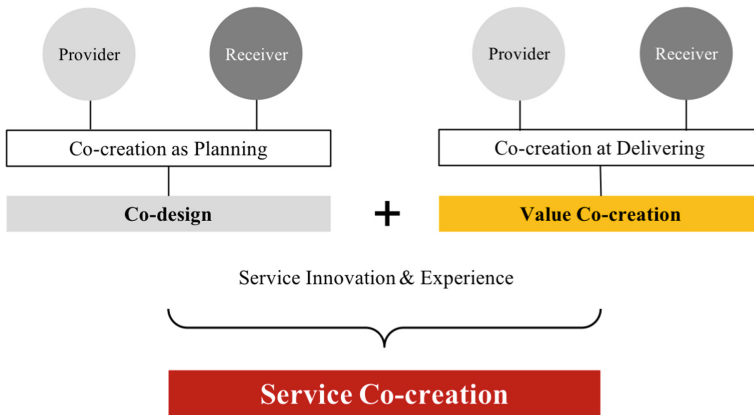 Provider
Receiver
Provider
Receiver
Co-creation as Planning
Co-creation at Delivering
Co-design
+
Value Co-creation
Service Innovation & Experience
Service Co-creation